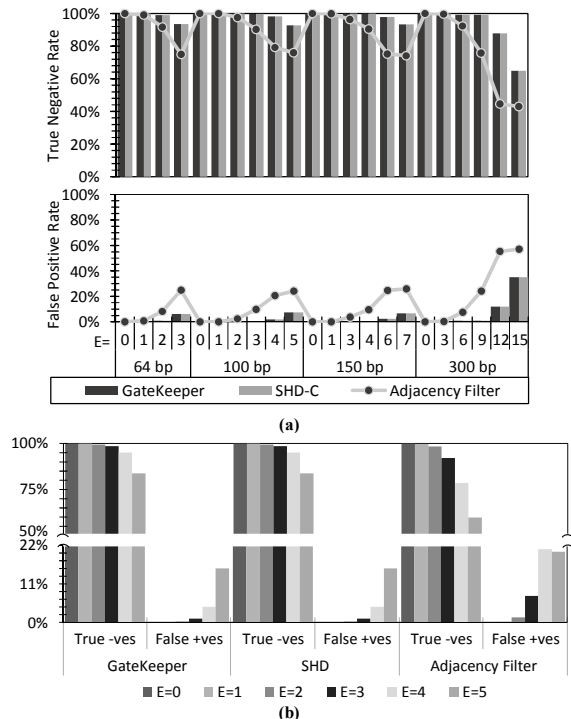 True Negative Rate
100%
80%
60%
40%
20%
0%
False Positive Rate
100%
80%
60%
40%
20%
0%
E= 0 1 2 3 0 1 2 3 4 5 0 1 3 4 6 7 0 3 6 9 12 15
64 bp 100 bp 150 bp 300 bp
GateKeeper SHD-C Adjacency Filter
(a)
100%
75%
50%
22%
11%
0%
True -ves False +ves True -ves False +ves True -ves False +ves
GateKeeper SHD Adjacency Filter
E=0 E=1 E=2 E=3 E=4 E=5
(b)